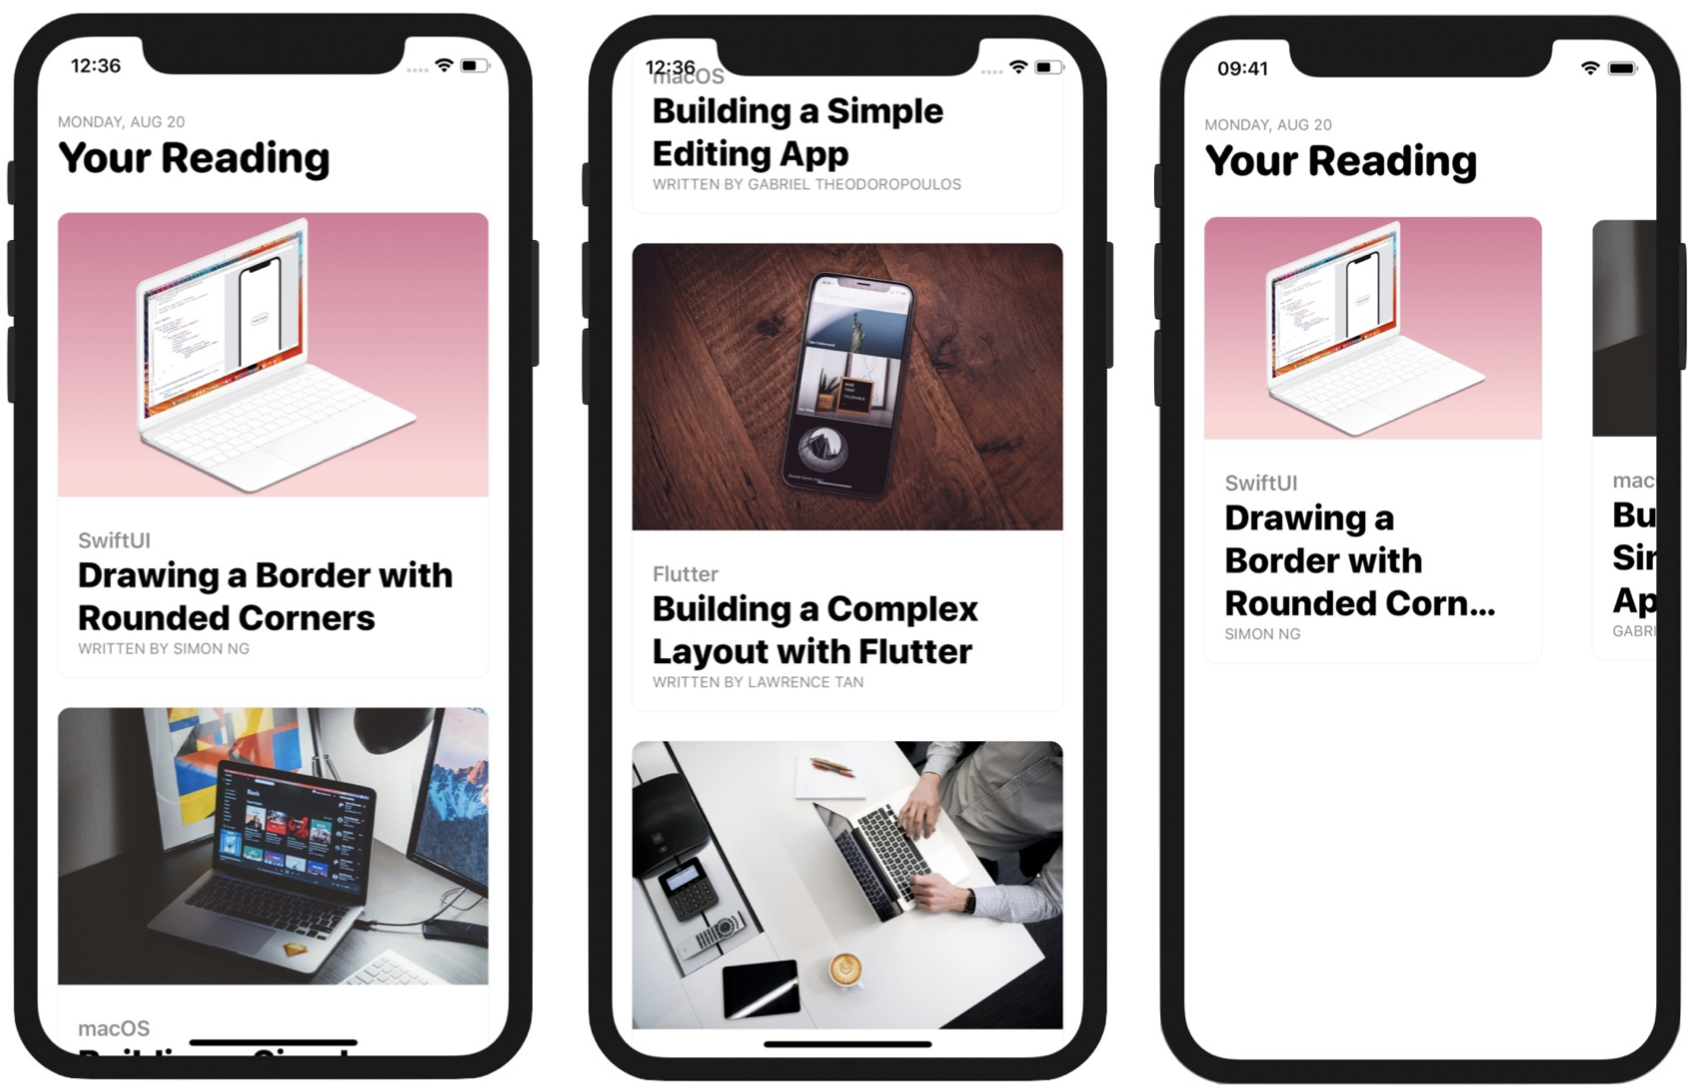 12:36
MONDAY, AUG 20
Your Reading
SwiftUI
Drawing a Border with
Rounded Corners
WRITTEN BY SIMON NG
macOS
12:36
macOS
Building a Simple
Editing App
WRITTEN BY GABRIEL THEODOROPOULOS
Flutter
Building a Complex
Layout with Flutter
WRITTEN BY LAWRENCE TAN
09:41
MONDAY, AUG 20
Your Reading
SwiftUI
Drawing a
Border with
Rounded Corn...
SIMON NG
mac
Bu
Sir
Ap
GABRI